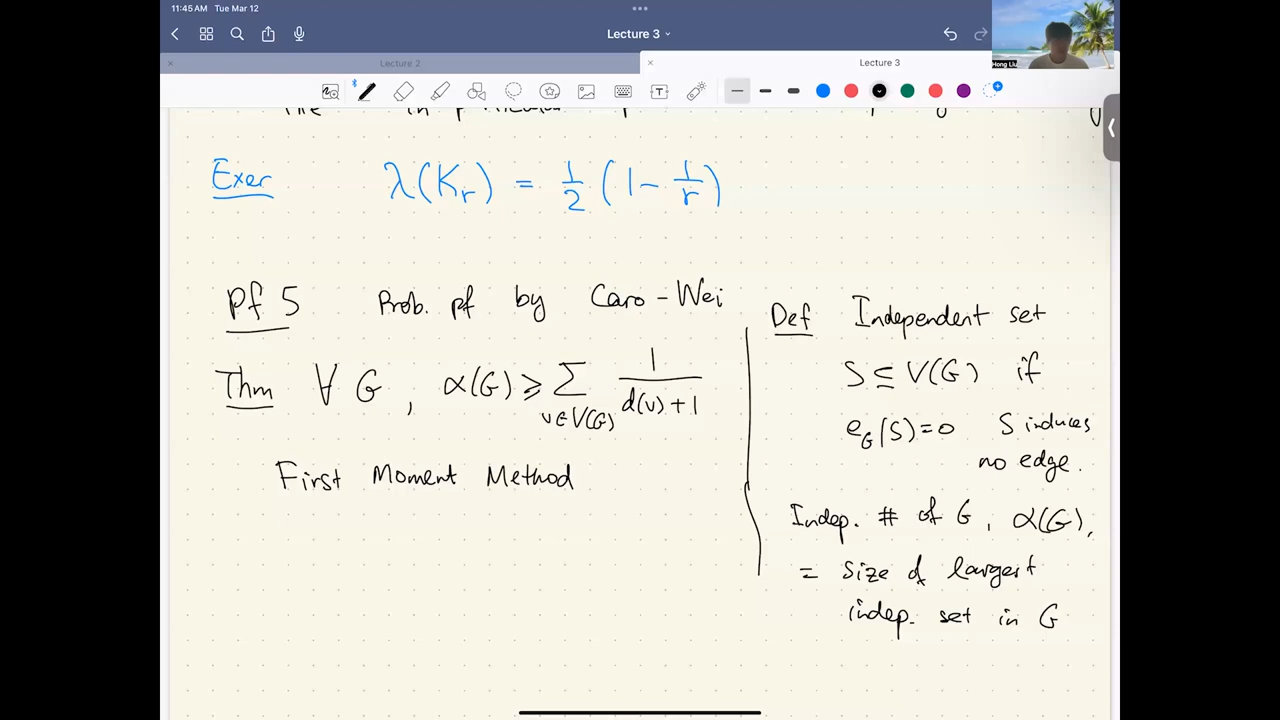 11:45 AM Tue Mar 12
Lecture 3
Lecture 2
Lecture 3
Hong Liu
Exer λ(K_r) = 1/2 (1 - 1/r)
Pf 5 Prob. pf by Caro-Wei
Thm ∀ G, α(G) ≥ ∑_{v∈V(G)} 1/(d(v)+1)
First Moment Method
Def Independent set
S ⊆ V(G) if
e_G(S)=0 S induces
no edge.
Indep. # of G, α(G),
= size of largest
indep. set in G